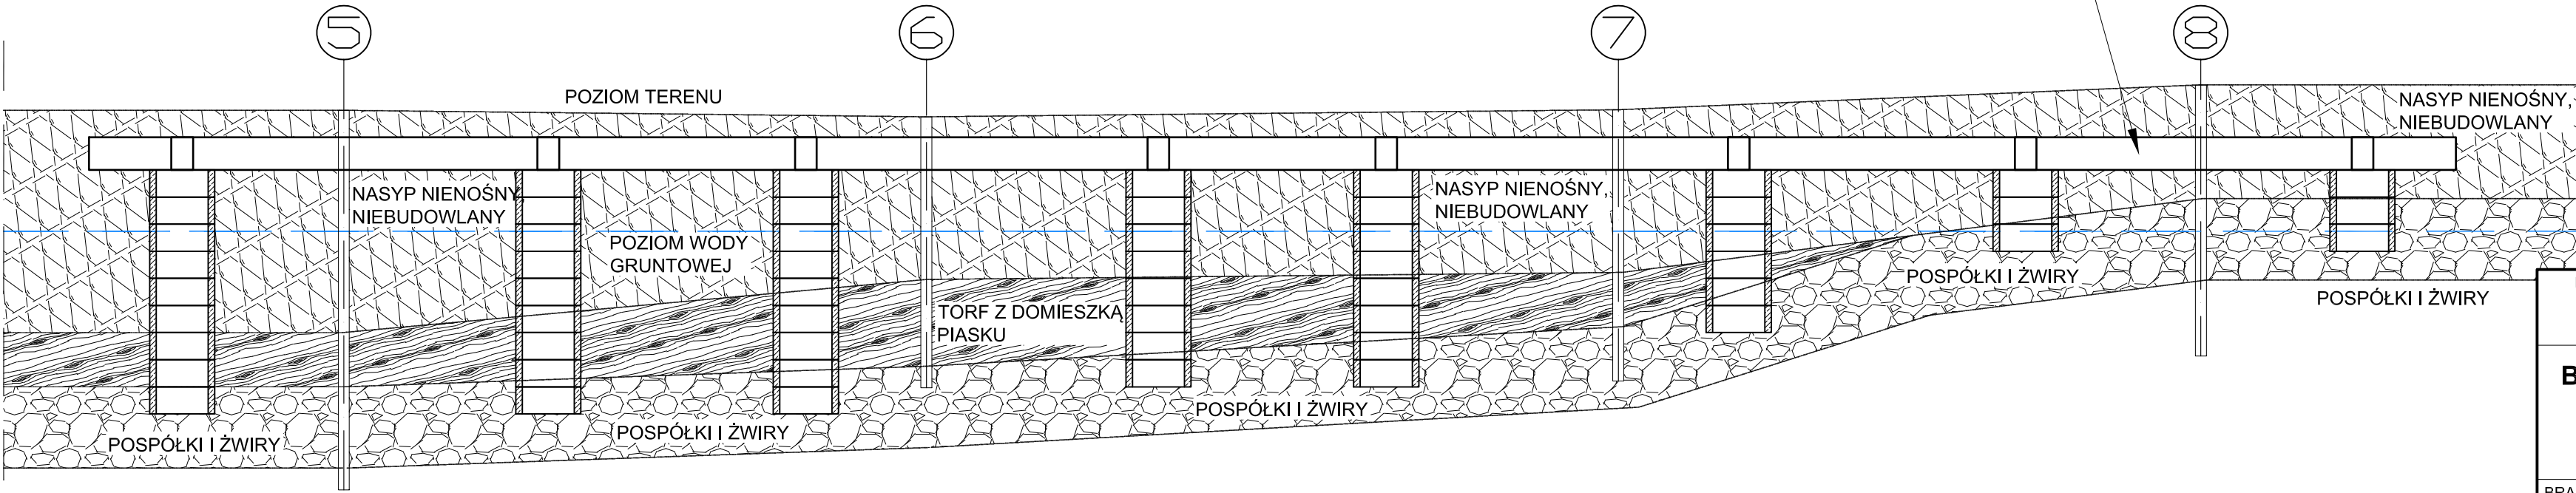 5
6
7
8
POZIOM TERENU
NASYP NIENOŚNY,
NIEBUDOWLANY
NASYP NIENOŚNY,
NIEBUDOWLANY
NASYP NIENOŚNY,
NIEBUDOWLANY
POZIOM WODY
GRUNTOWEJ
TORF Z DOMIESZKĄ
PIASKU
POSPÓŁKI I ŻWIRY
POSPÓŁKI I ŻWIRY
POSPÓŁKI I ŻWIRY
POSPÓŁKI I ŻWIRY
POSPÓŁKI I ŻWIRY
B
BRA